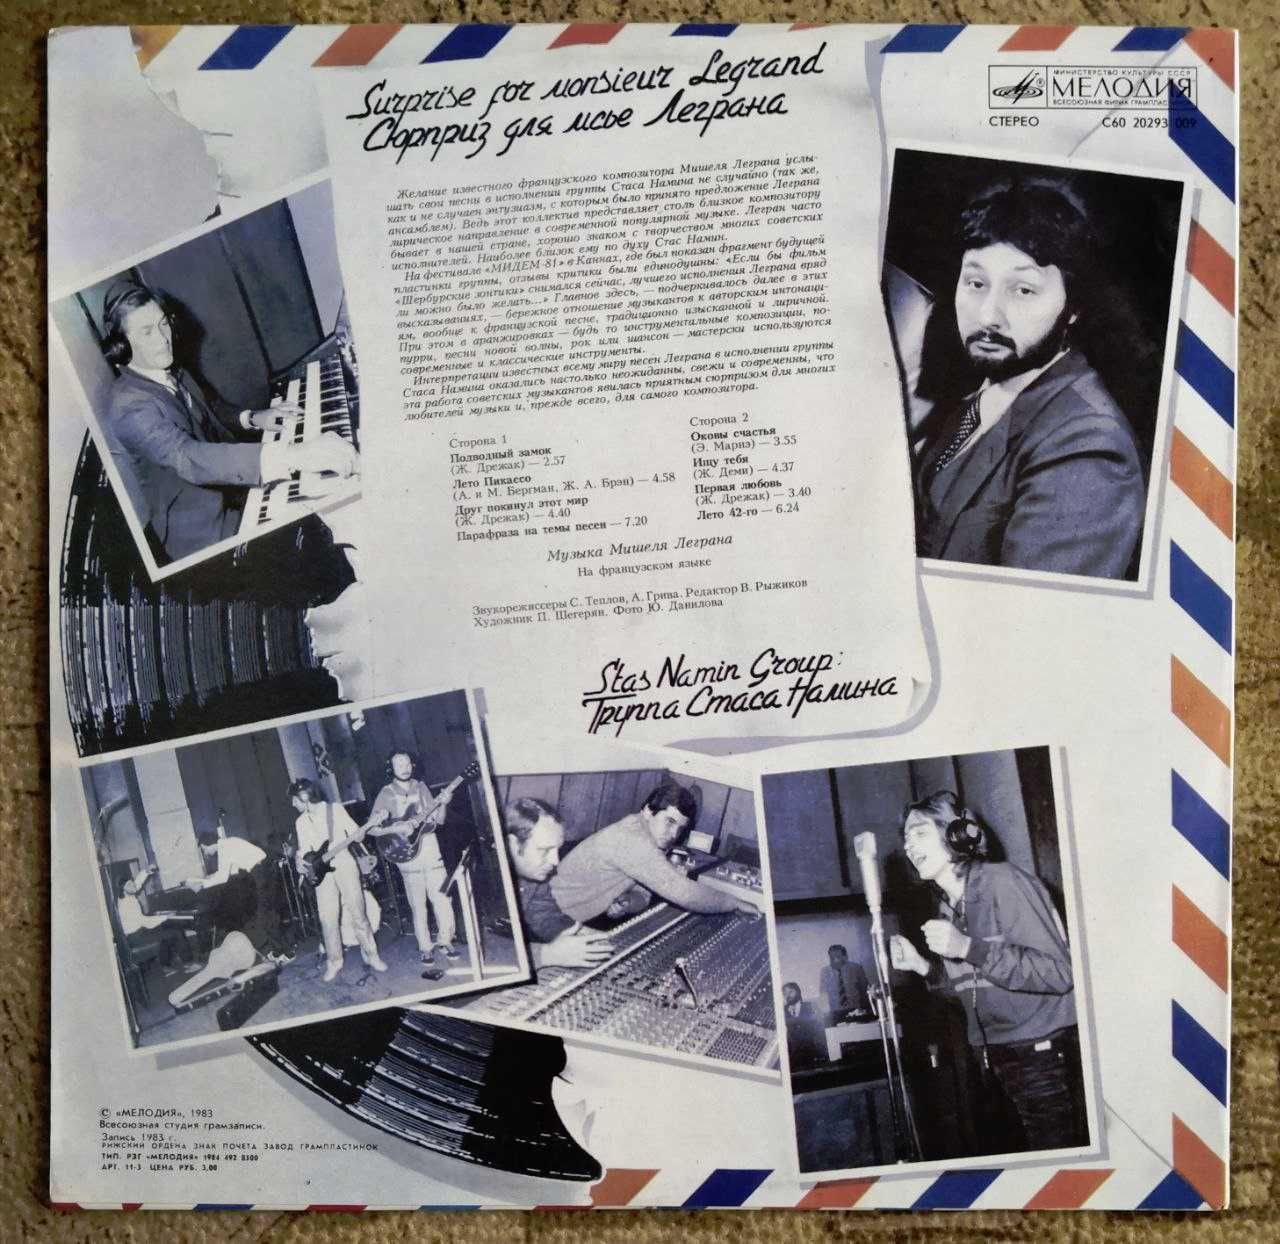 Surprise for monsieur Legrand
Сюрприз для мсье Леграна
МИНИСТЕРСТВО КУЛЬТУРЫ СССР
МЕЛОДИЯ
ВСЕСОЮЗНАЯ ФИРМА ГРАМПЛАСТИНОК
СТЕРЕО С60 20293 009
Желание известного французского композитора Мишеля Леграна услы-
шать свои песни в исполнении группы Стаса Намина не случайно (так же,
как и не случаен энтузиазм, с которым было принято предложение Леграна
ансамблем). Ведь этот коллектив представляет столь близкое композитору
лирическое направление в современной популярной музыке. Легран часто
бывает в нашей стране, хорошо знаком с творчеством многих советских
исполнителей. Наиболее близок ему по духу Стас Намин.
На фестивале «МИДЕМ-81» в Каннах, где был показан фрагмент будущей
пластинки группы, отзывы критики были единодушны: «Если бы фильм
«Шербурские зонтики» снимался сейчас, лучшего исполнения Леграна вряд
ли можно было желать...» Главное здесь, — подчеркивалось далее в этих
высказываниях, — бережное отношение музыкантов к авторским интонаци-
ям, вообще к французской песне, традиционно изысканной и лиричной.
При этом в аранжировках — будь то инструментальные композиции, по-
пурри, песни новой волны, рок или шансон — мастерски используются
современные и классические инструменты.
Интерпретации известных всему миру песен Леграна в исполнении группы
Стаса Намина оказались настолько неожиданны, свежи и современны, что
эта работа советских музыкантов явилась приятным сюрпризом для многих
любителей музыки и, прежде всего, для самого композитора.
Сторона 1
Подводный замок
(Ж. Дрежак) — 2.57
Лето Пикассо
(А. и М. Бергман, Ж. А. Брэн) — 4.58
Друг покинул этот мир
(Ж. Дрежак) — 4.40
Парафраза на темы песен — 7.20
Сторона 2
Оковы счастья
(Э. Марнэ) — 3.55
Ищу тебя
(Ж. Деми) — 4.37
Первая любовь
(Ж. Дрежак) — 3.40
Лето 42-го — 6.24
Музыка Мишеля Леграна
На французском языке
Звукорежиссеры С. Теплов, А. Грива. Редактор В. Рыжиков
Художник П. Шегерян. Фото Ю. Данилова
Stas Namin Group:
Группа Стаса Намина
© «МЕЛОДИЯ», 1983
Всесоюзная студия грамзаписи.
Запись 1983 г.
РИЖСКИЙ ОРДЕНА ЗНАК ПОЧЕТА ЗАВОД ГРАМПЛАСТИНОК
ТИП. РЗГ «МЕЛОДИЯ» 1984 492 8500
АРТ. 11-3 ЦЕНА РУБ. 3,00